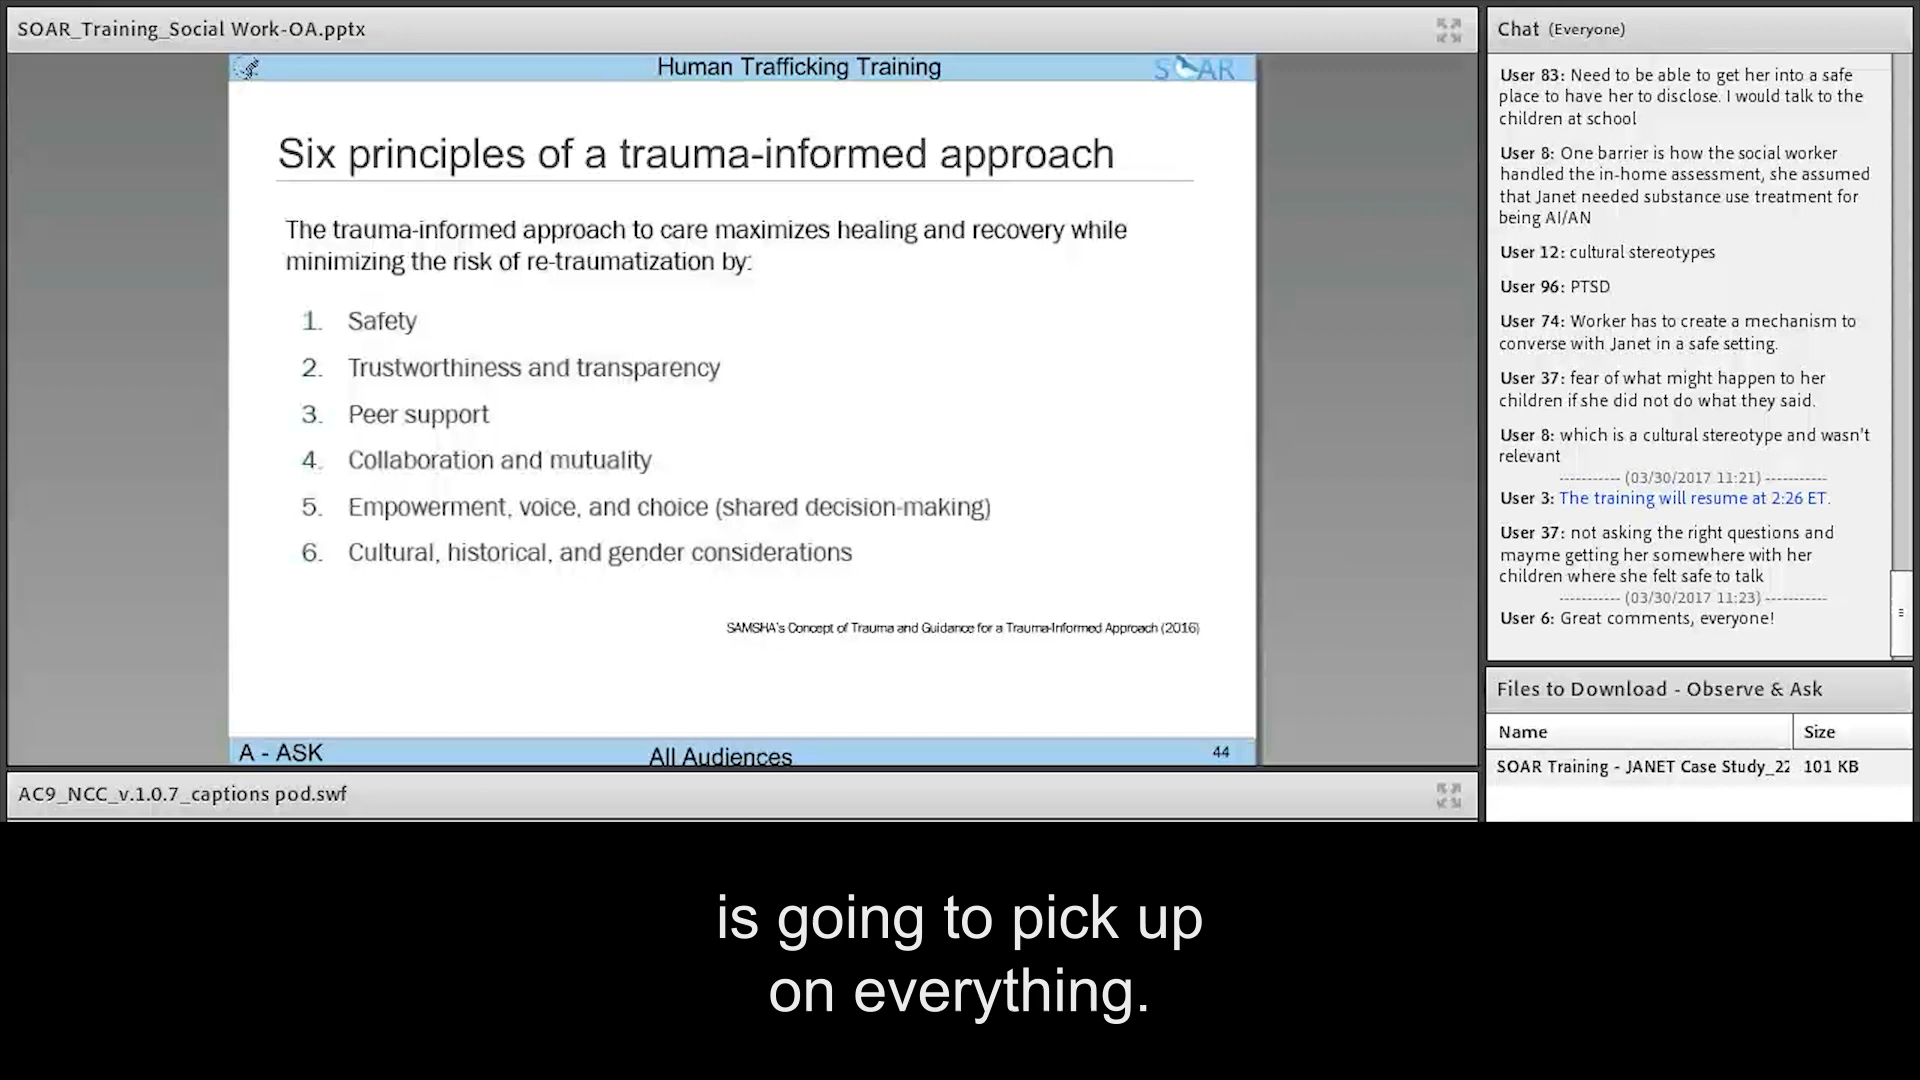 SOAR_Training_Social Work-OA.pptx
Human Trafficking Training
SOAR
Six principles of a trauma-informed approach
The trauma-informed approach to care maximizes healing and recovery while
minimizing the risk of re-traumatization by:
1. Safety
2. Trustworthiness and transparency
3. Peer support
4. Collaboration and mutuality
5. Empowerment, voice, and choice (shared decision-making)
6. Cultural, historical, and gender considerations
SAMSHA's Concept of Trauma and Guidance for a Trauma-Informed Approach (2016)
A - ASK
All Audiences
44
Chat (Everyone)
User 83: Need to be able to get her into a safe
place to have her to disclose. I would talk to the
children at school
User 8: One barrier is how the social worker
handled the in-home assessment, she assumed
that Janet needed substance use treatment for
being AI/AN
User 12: cultural stereotypes
User 96: PTSD
User 74: Worker has to create a mechanism to
converse with Janet in a safe setting.
User 37: fear of what might happen to her
children if she did not do what they said.
User 8: which is a cultural stereotype and wasn't
relevant
----------- (03/30/2017 11:21) -----------
User 3: The training will resume at 2:26 ET.
User 37: not asking the right questions and
mayme getting her somewhere with her
children where she felt safe to talk
----------- (03/30/2017 11:23) -----------
User 6: Great comments, everyone!
Files to Download - Observe & Ask
Name Size
SOAR Training - JANET Case Study_22 101 KB
AC9_NCC_v.1.0.7_captions pod.swf
is going to pick up
on everything.